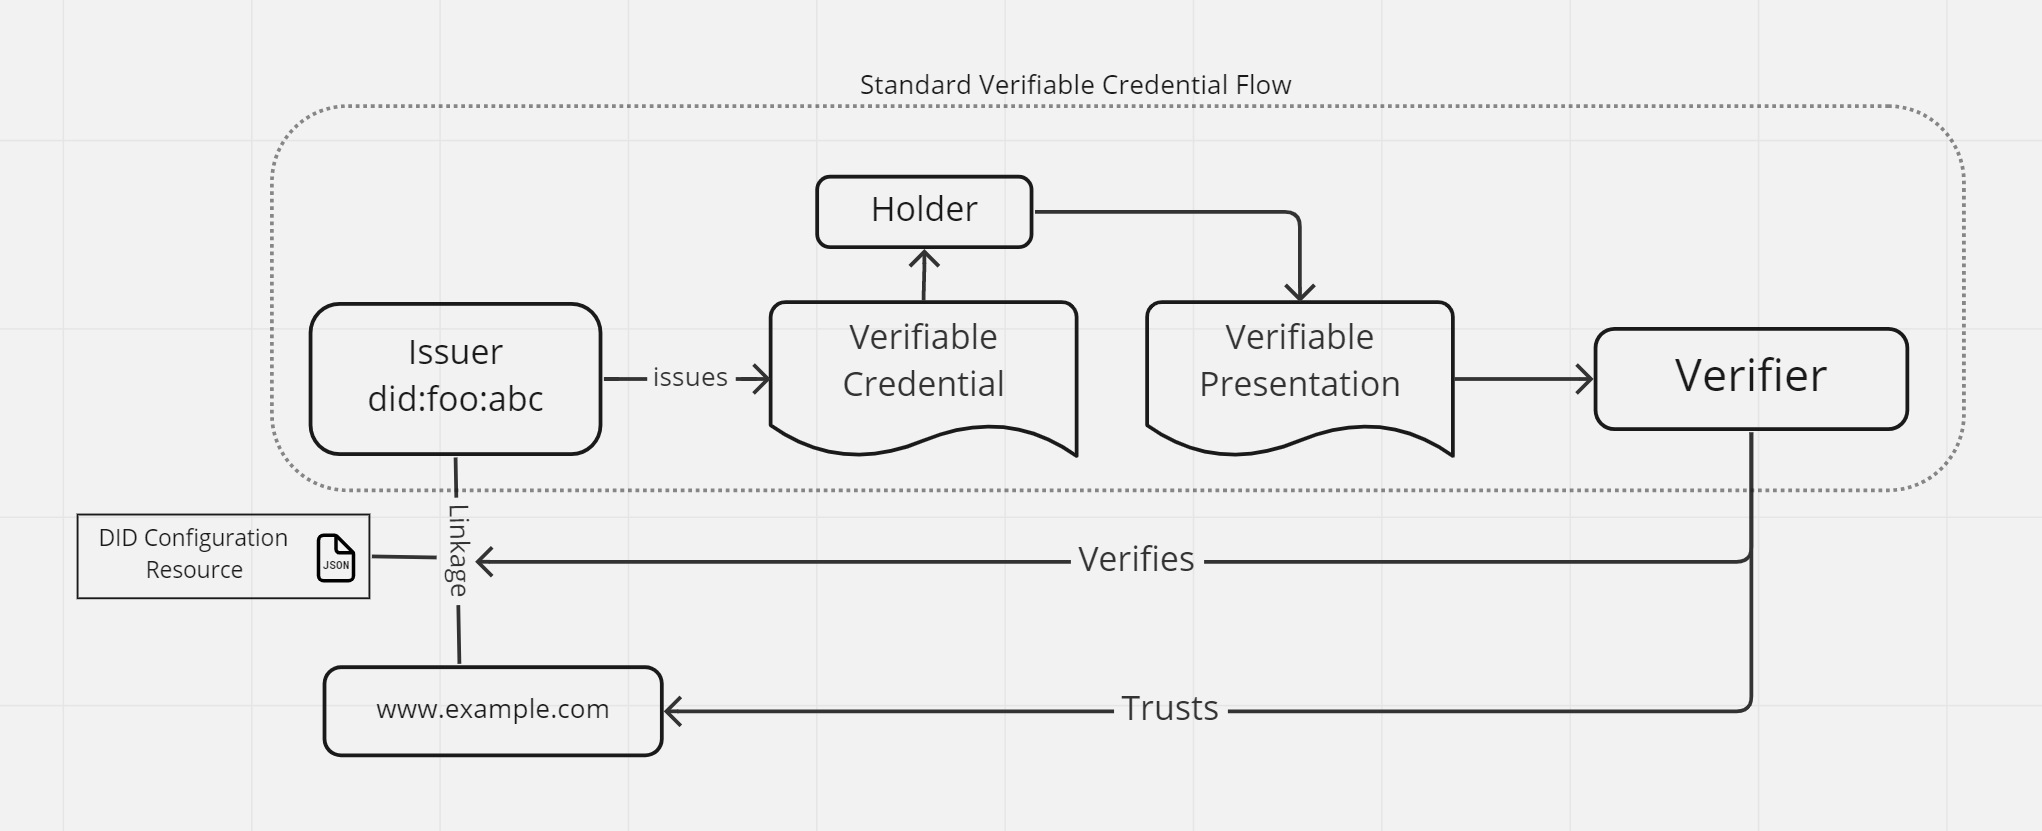 Standard Verifiable Credential Flow
Holder
Issuer
did:foo:abc
issues
Verifiable
Credential
Verifiable
Presentation
Verifier
Linkage
DID Configuration
Resource
JSON
Verifies
www.example.com
Trusts